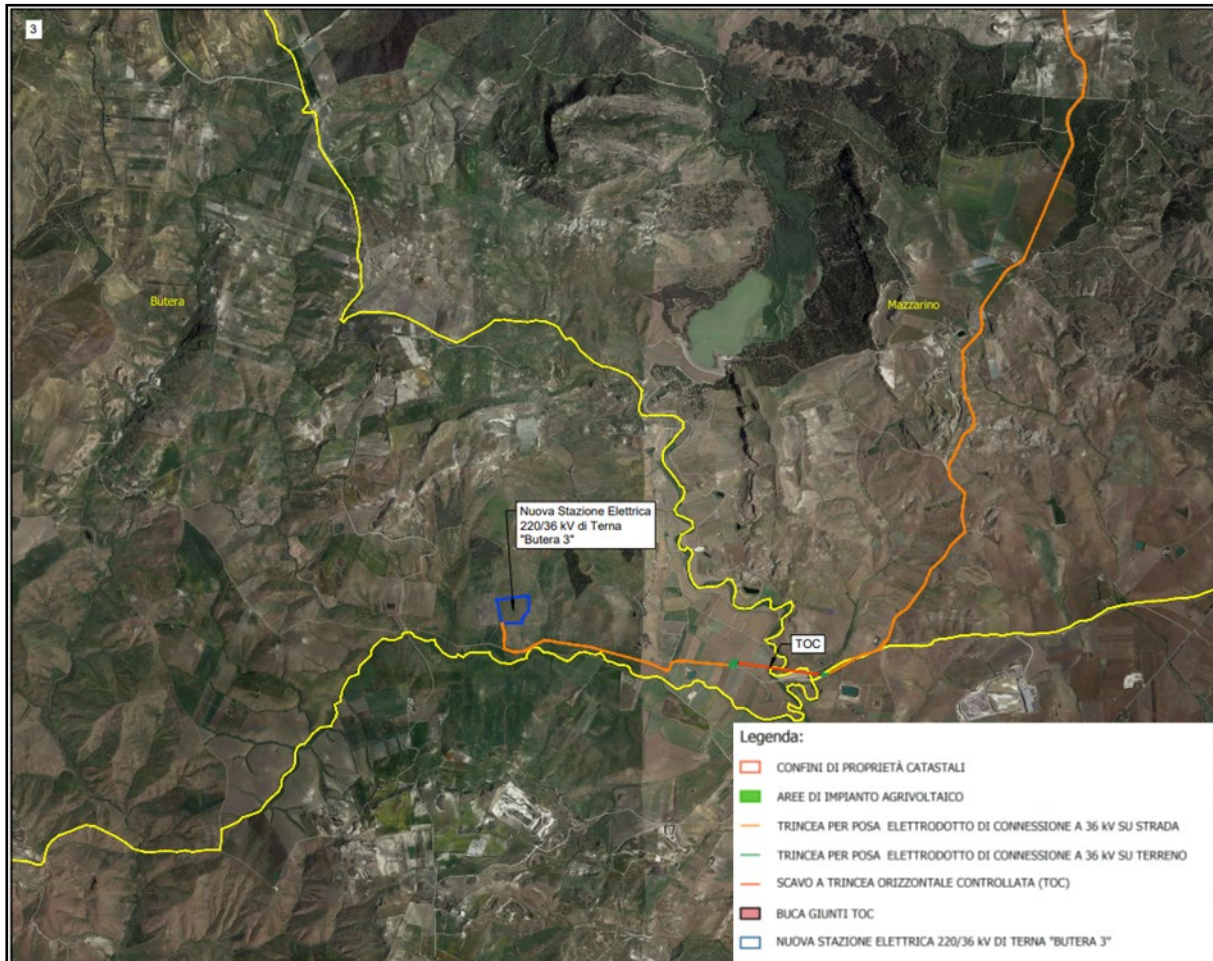 3
Butera
Mazzarino
Nuova Stazione Elettrica
220/36 kV di Terna
"Butera 3"
TOC
Legenda:
CONFINI DI PROPRIETÀ CATASTALI
AREE DI IMPIANTO AGRIVOLTAICO
TRINCEA PER POSA ELETTRODOTTO DI CONNESSIONE A 36 kV SU STRADA
TRINCEA PER POSA ELETTRODOTTO DI CONNESSIONE A 36 kV SU TERRENO
SCAVO A TRINCEA ORIZZONTALE CONTROLLATA (TOC)
BUCA GIUNTI TOC
NUOVA STAZIONE ELETTRICA 220/36 kV DI TERNA "BUTERA 3"